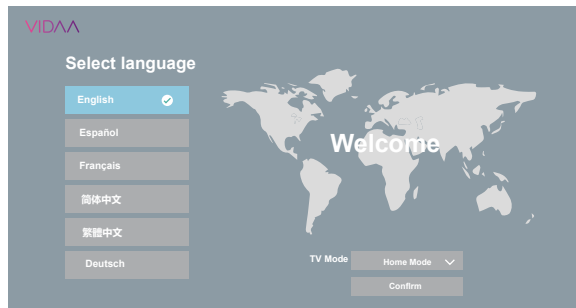 VIDAA
Select language
English
Español
Français
简体中文
繁體中文
Deutsch
Welcome
TV Mode
Home Mode
Confirm